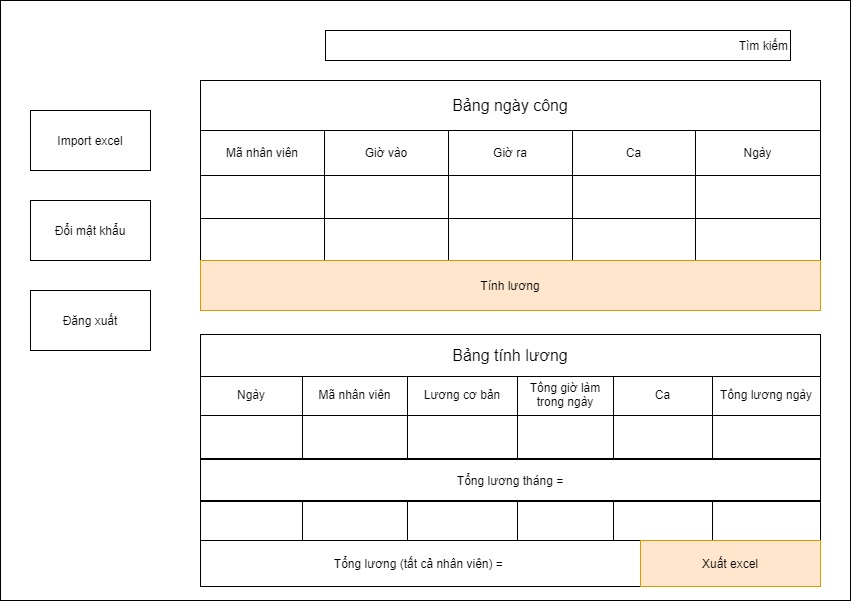 Tìm kiếm
Import excel
Đổi mật khẩu
Đăng xuất
Bảng ngày công
Mã nhân viên
Giờ vào
Giờ ra
Ca
Ngày
Tính lương
Bảng tính lương
Ngày
Mã nhân viên
Lương cơ bản
Tổng giờ làm
trong ngày
Ca
Tổng lương ngày
Tổng lương tháng =
Tổng lương (tất cả nhân viên) =
Xuất excel